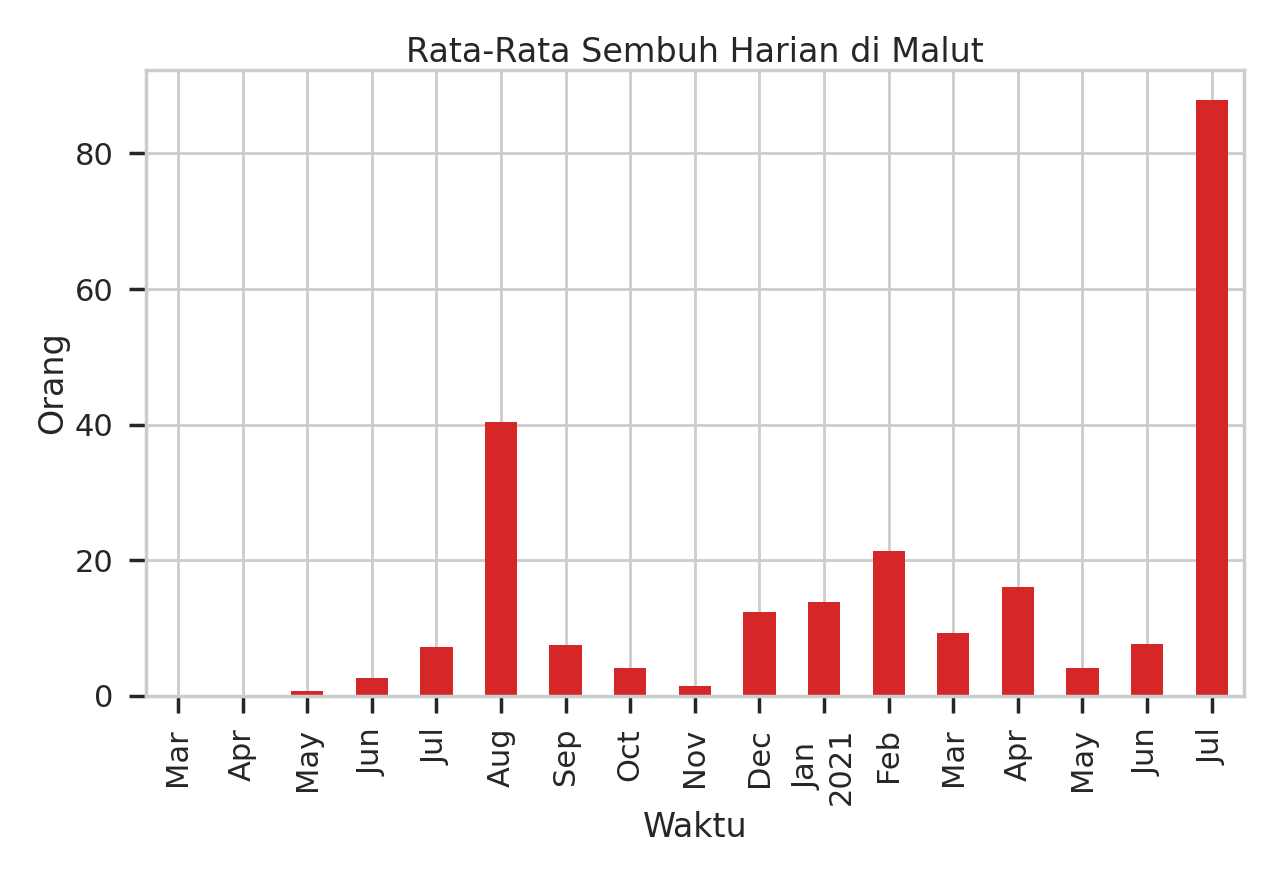 Rata-Rata Sembuh Harian di Malut
Orang
80
60
40
20
0
Mar
Apr
May
Jun
Jul
Aug
Sep
Oct
Nov
Dec
Jan
2021
Feb
Mar
Apr
May
Jun
Jul
Waktu